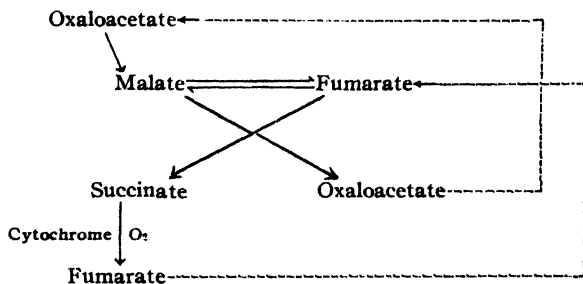 Oxaloacetate
Malate Fumarate
Succinate Oxaloacetate
Cytochrome O₂
Fumarate